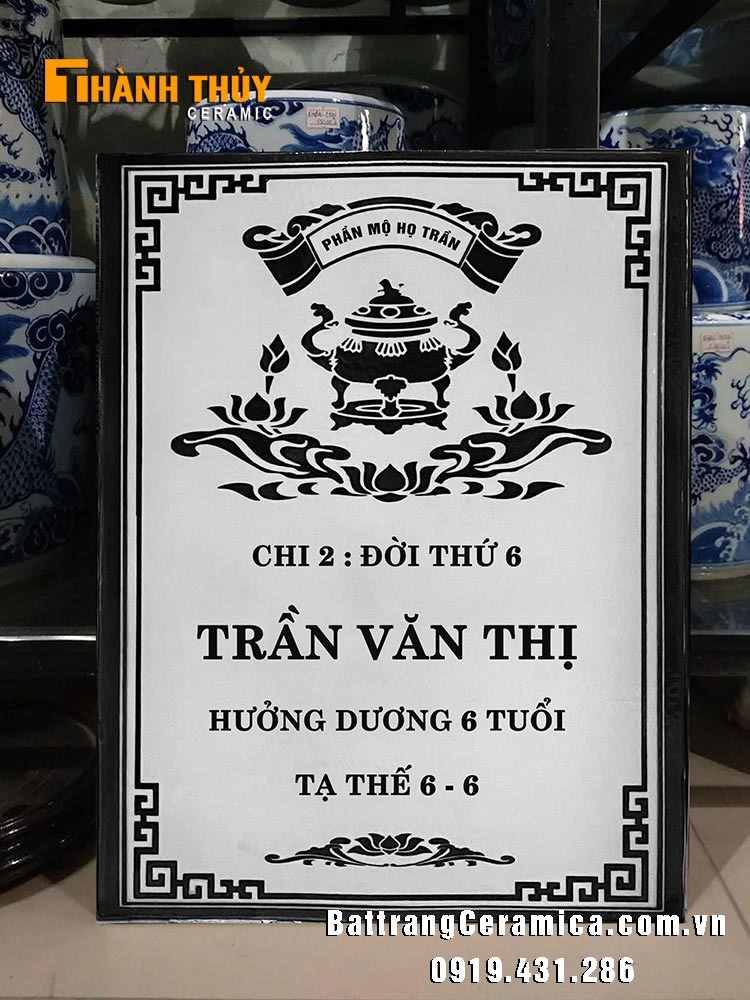 THÀNH THỦY
CERAMIC
PHẦN MỘ HỌ TRẦN
CHI 2 : ĐỜI THỨ 6
TRẦN VĂN THỊ
HƯỞNG DƯƠNG 6 TUỔI
TẠ THẾ 6 - 6
BattrangCeramica.com.vn
0919.431.286